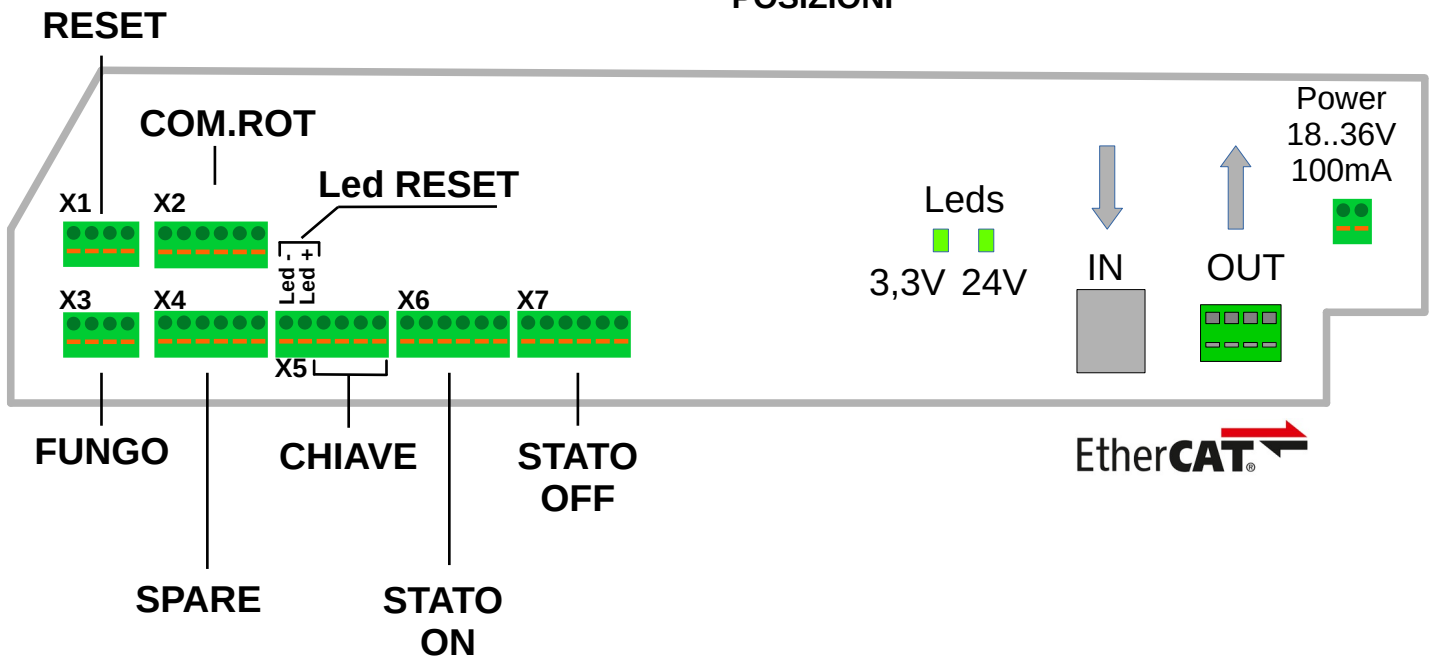 POSIZIONI
RESET
COM.ROT
Led RESET
X1
X2
Led -
Led +
X3
X4
X5
X6
X7
FUNGO
CHIAVE
STATO
OFF
SPARE
STATO
ON
Leds
3,3V 24V
IN
OUT
Power
18..36V
100mA
EtherCAT®